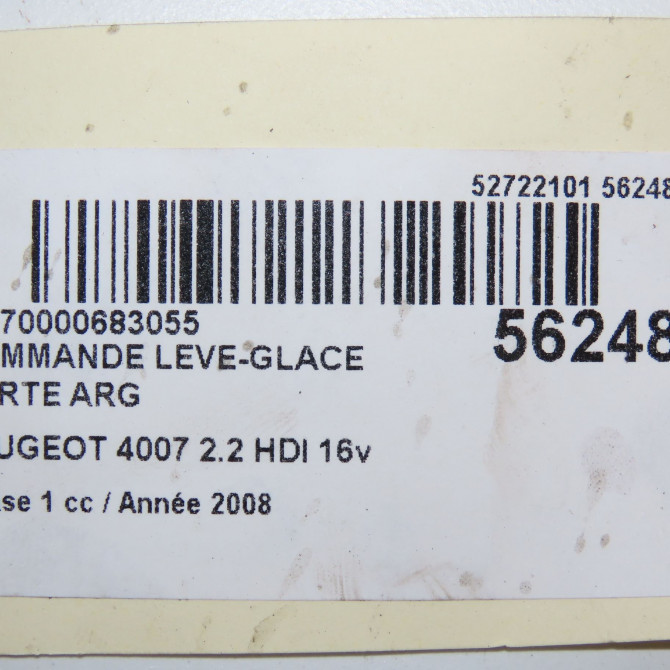 52722101 56248
70000683055
56248
MMANDE LEVE-GLACE
RTE ARG
UGEOT 4007 2.2 HDI 16v
se 1 cc / Année 2008